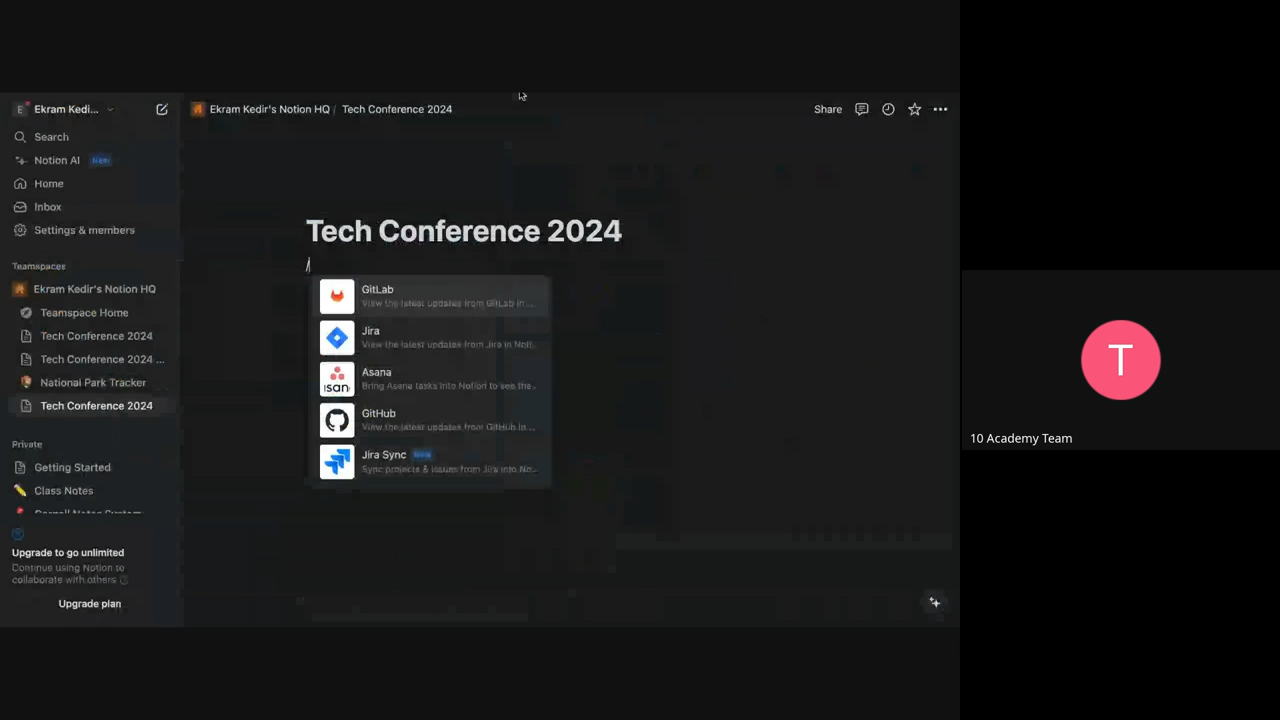 E Ekram Kedi...
Search
Notion AI New
Home
Inbox
Settings & members
Teamspaces
Ekram Kedir's Notion HQ
Teamspace Home
Tech Conference 2024
Tech Conference 2024 ...
National Park Tracker
Tech Conference 2024
Private
Getting Started
Class Notes
Cornell Notes System
Upgrade to go unlimited
Continue using Notion to
collaborate with others
Upgrade plan
Ekram Kedir's Notion HQ / Tech Conference 2024
Share
Tech Conference 2024
/
GitLab
View the latest updates from GitLab in ...
Jira
View the latest updates from Jira in Noti...
Asana
Bring Asana tasks into Notion to see the...
GitHub
View the latest updates from GitHub in ...
Jira Sync New
Sync projects & issues from Jira into No...
T
10 Academy Team